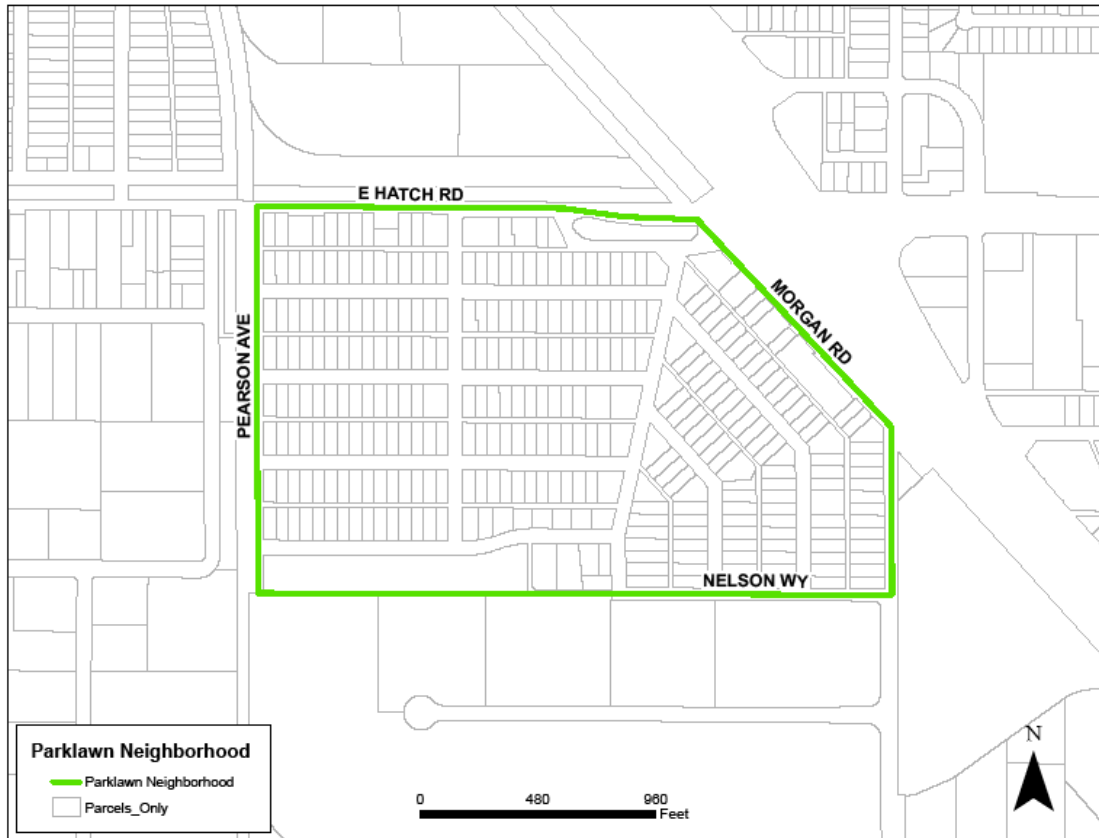 E HATCH RD
MORGAN RD
PEARSON AVE
NELSON WY
Parklawn Neighborhood
Parklawn Neighborhood
Parcels_Only
0 480 960
Feet
N